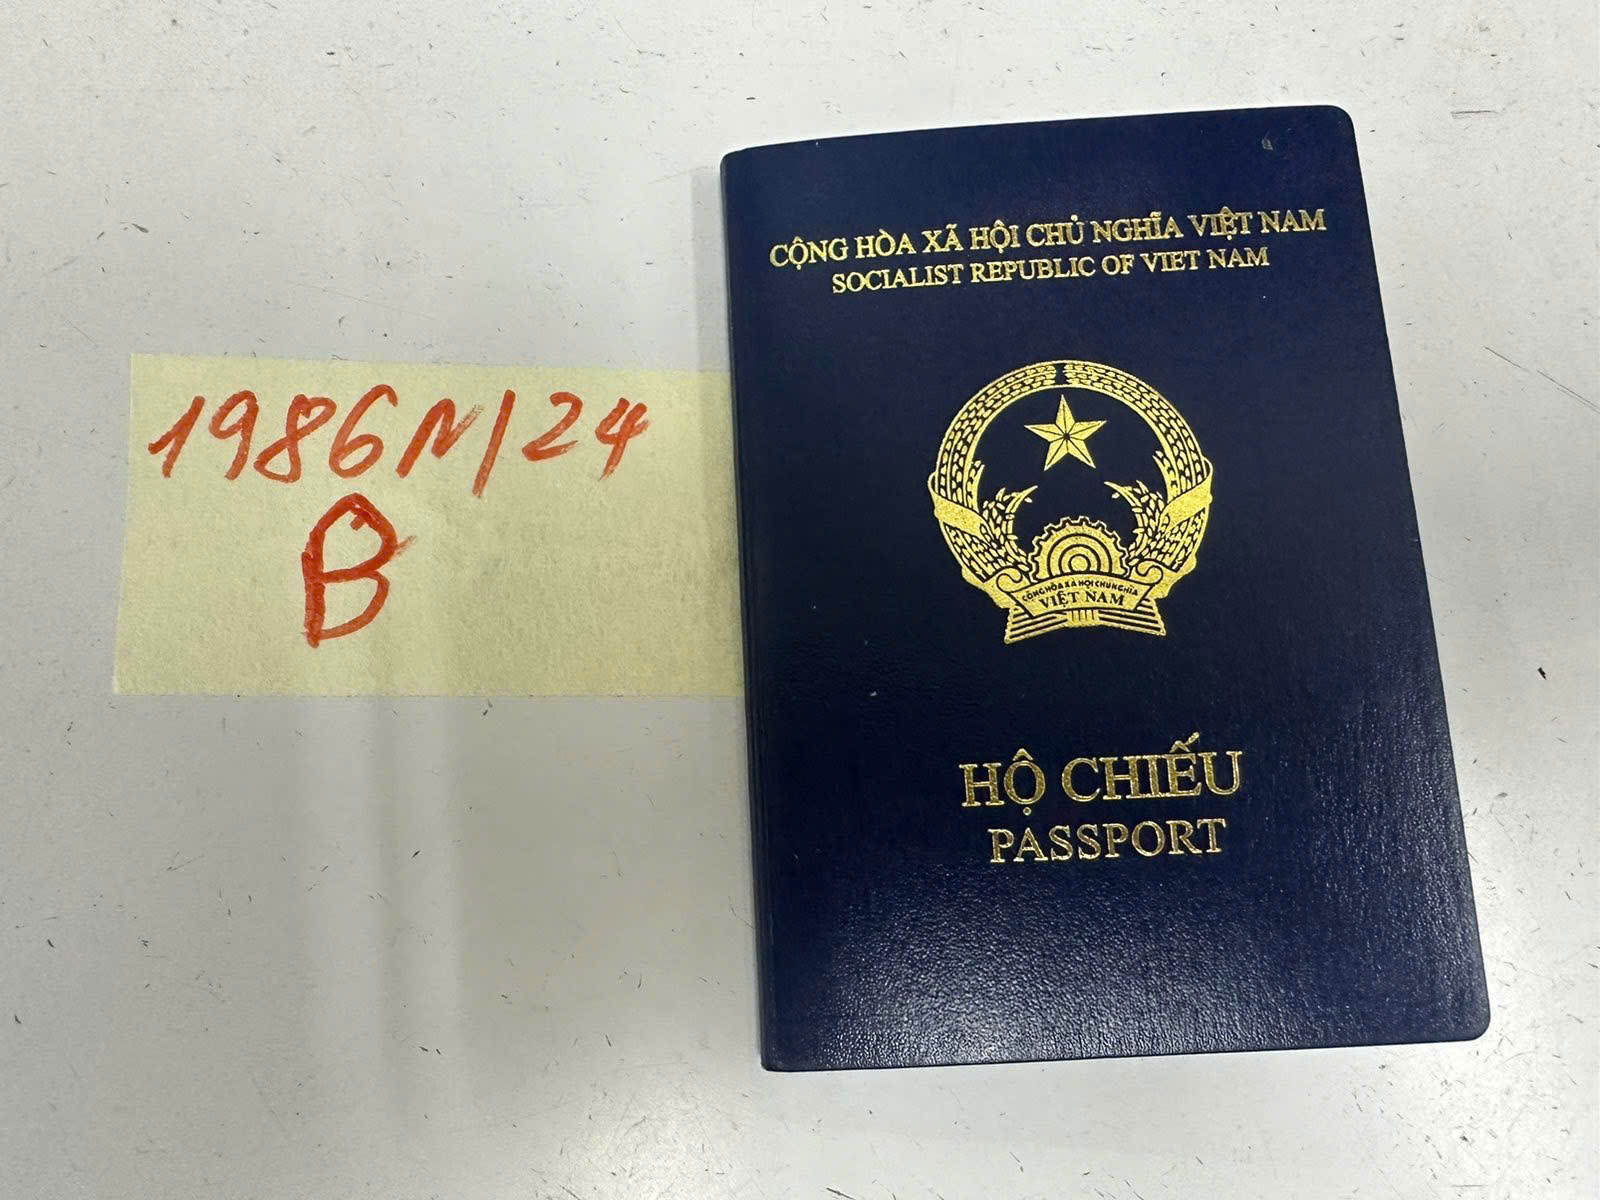 1986N/24
B
CỘNG HÒA XÃ HỘI CHỦ NGHĨA VIỆT NAM
SOCIALIST REPUBLIC OF VIET NAM
CỘNG HÒA XÃ HỘI CHỦ NGHĨA
VIỆT NAM
HỘ CHIẾU
PASSPORT